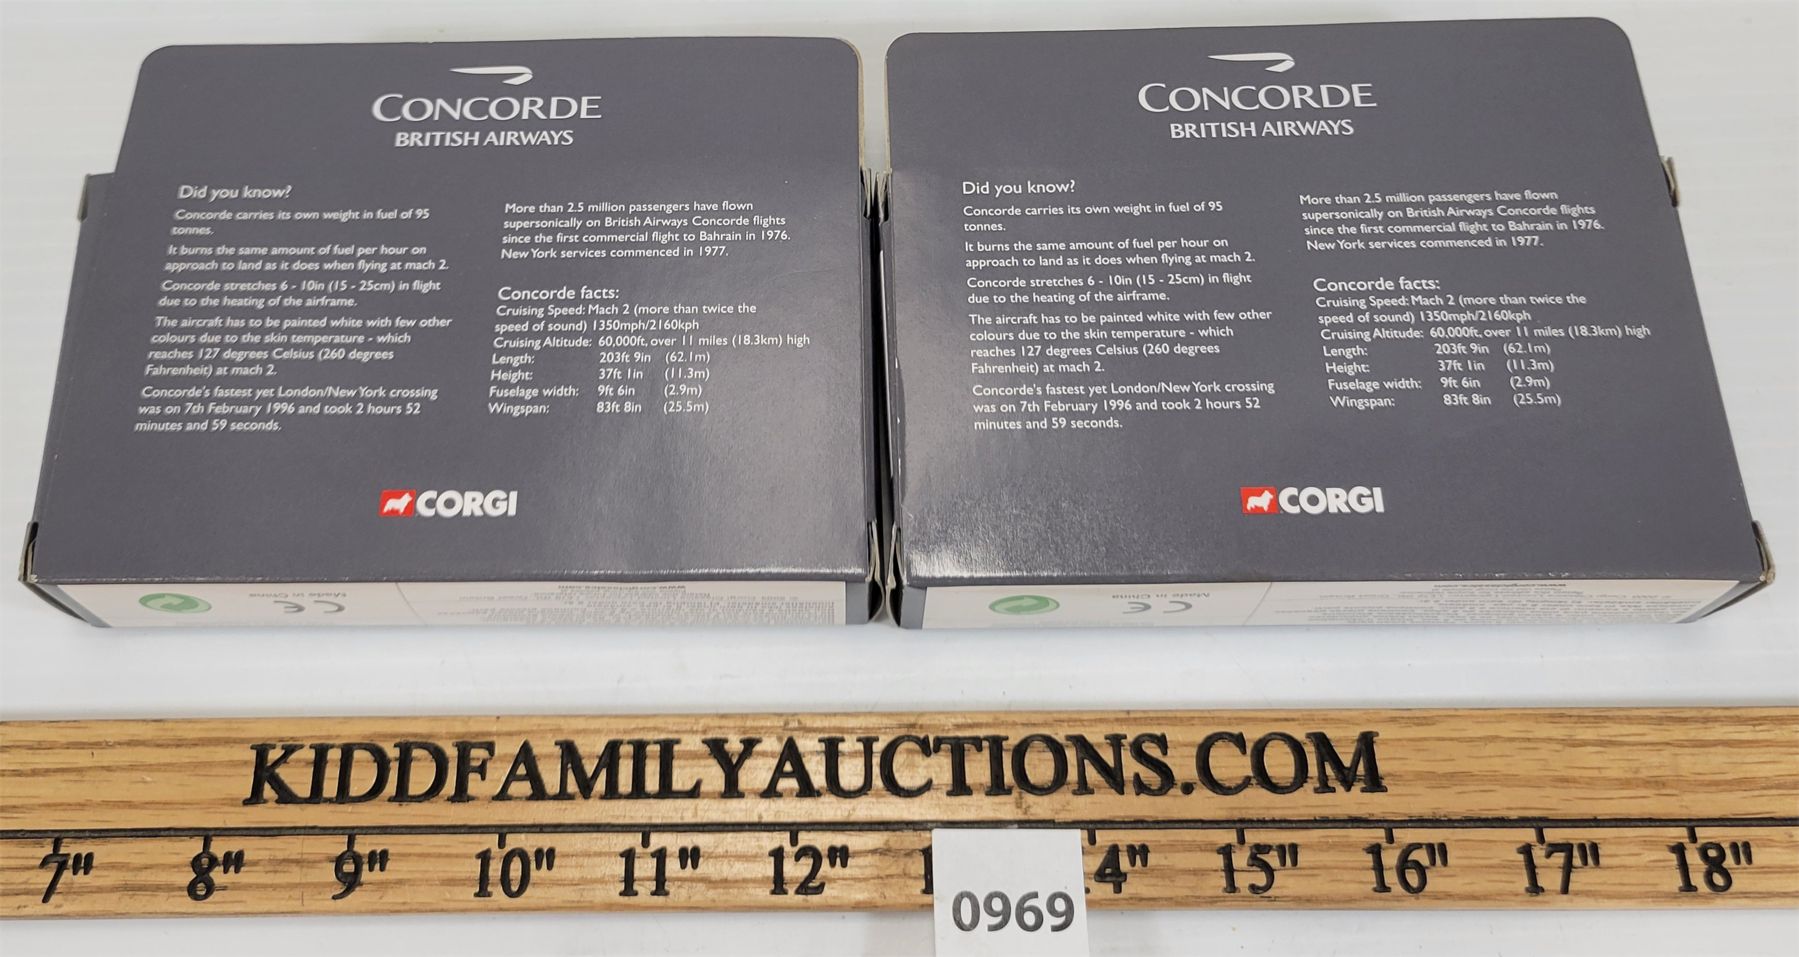 CONCORDE
BRITISH AIRWAYS
Did you know?
Concorde carries its own weight in fuel of 95
tonnes.
It burns the same amount of fuel per hour on
approach to land as it does when flying at mach 2.
Concorde stretches 6 - 10in (15 - 25cm) in flight
due to the heating of the airframe.
The aircraft has to be painted white with few other
colours due to the skin temperature - which
reaches 127 degrees Celsius (260 degrees
Fahrenheit) at mach 2.
Concorde's fastest yet London/New York crossing
was on 7th February 1996 and took 2 hours 52
minutes and 59 seconds.
More than 2.5 million passengers have flown
supersonically on British Airways Concorde flights
since the first commercial flight to Bahrain in 1976.
New York services commenced in 1977.
Concorde facts:
Cruising Speed: Mach 2 (more than twice the
speed of sound) 1350mph/2160kph
Cruising Altitude: 60,000ft, over 11 miles (18.3km) high
Length: 203ft 9in (62.1m)
Height: 37ft 1in (11.3m)
Fuselage width: 9ft 6in (2.9m)
Wingspan: 83ft 8in (25.5m)
CORGI
Made in China
CE
CONCORDE
BRITISH AIRWAYS
Did you know?
Concorde carries its own weight in fuel of 95
tonnes.
It burns the same amount of fuel per hour on
approach to land as it does when flying at mach 2.
Concorde stretches 6 - 10in (15 - 25cm) in flight
due to the heating of the airframe.
The aircraft has to be painted white with few other
colours due to the skin temperature - which
reaches 127 degrees Celsius (260 degrees
Fahrenheit) at mach 2.
Concorde's fastest yet London/New York crossing
was on 7th February 1996 and took 2 hours 52
minutes and 59 seconds.
More than 2.5 million passengers have flown
supersonically on British Airways Concorde flights
since the first commercial flight to Bahrain in 1976.
New York services commenced in 1977.
Concorde facts:
Cruising Speed: Mach 2 (more than twice the
speed of sound) 1350mph/2160kph
Cruising Altitude: 60,000ft, over 11 miles (18.3km) high
Length: 203ft 9in (62.1m)
Height: 37ft 1in (11.3m)
Fuselage width: 9ft 6in (2.9m)
Wingspan: 83ft 8in (25.5m)
CORGI
Made in China
CE
KIDDFAMILYAUCTIONS.COM
7" 8" 9" 10" 11" 12" 15" 16" 17" 18"
0969